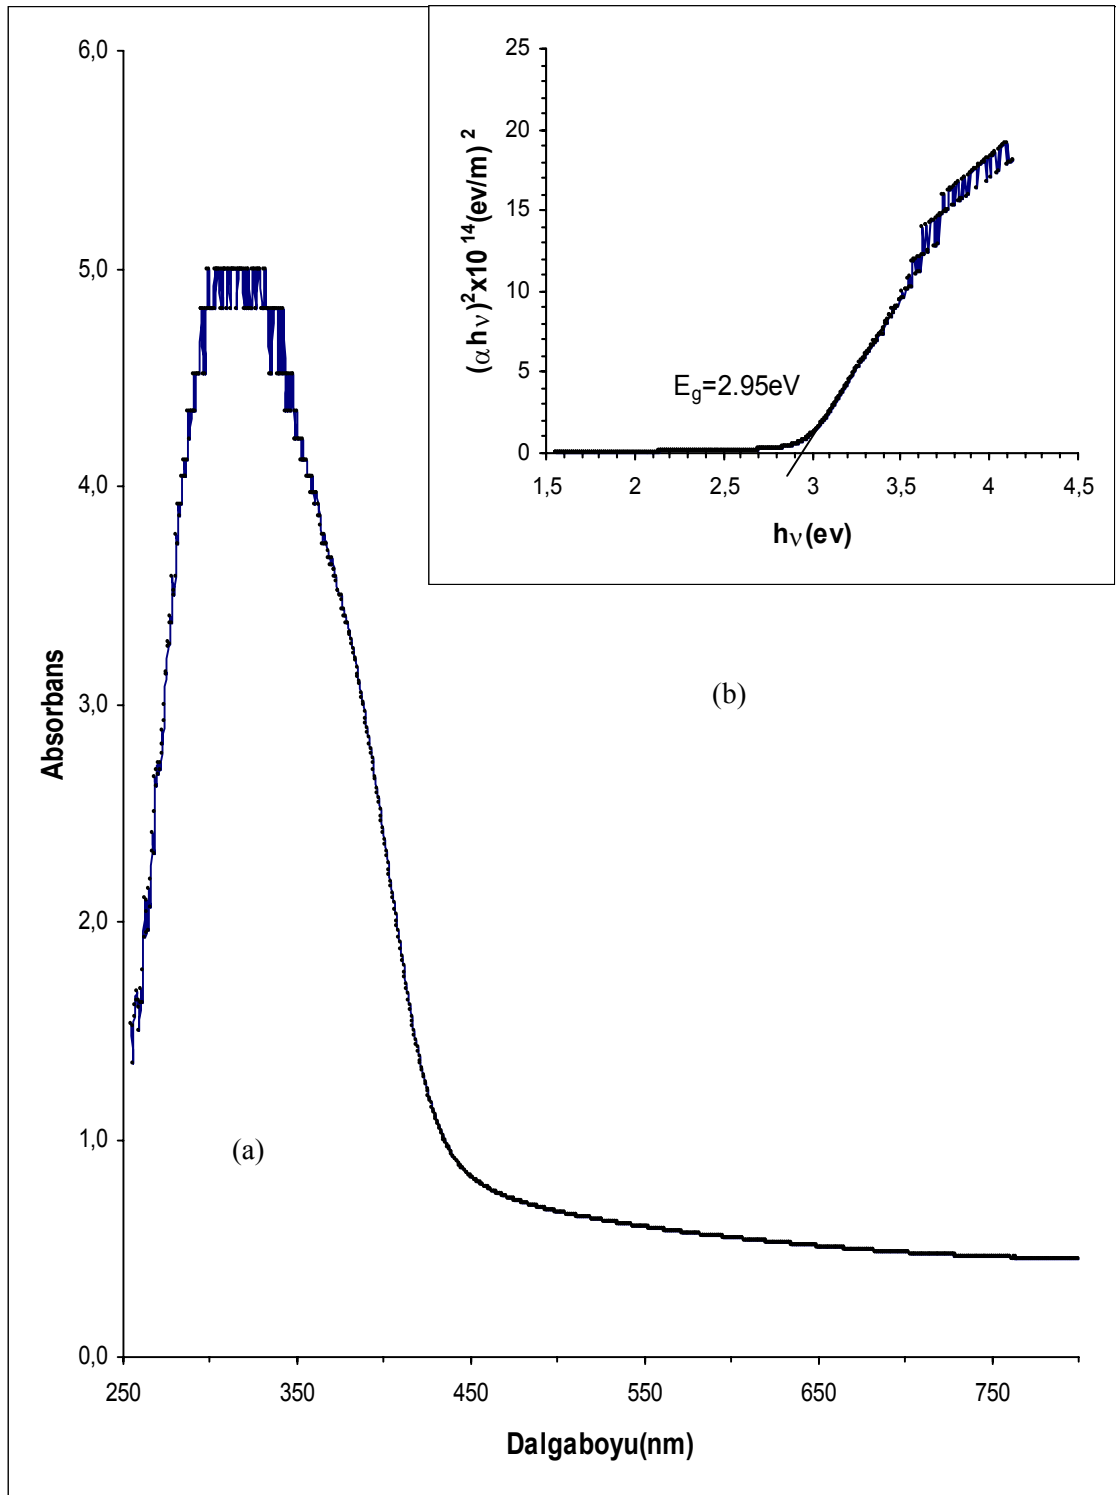 6,0
5,0
4,0
3,0
2,0
1,0
0,0
Absorbans
250 350 450 550 650 750
Dalgaboyu(nm)
(a)
25
20
15
10
5
0
(αhν)²x10¹⁴(ev/m)²
E_g=2.95eV
1,5 2 2,5 3 3,5 4 4,5
hν(ev)
(b)